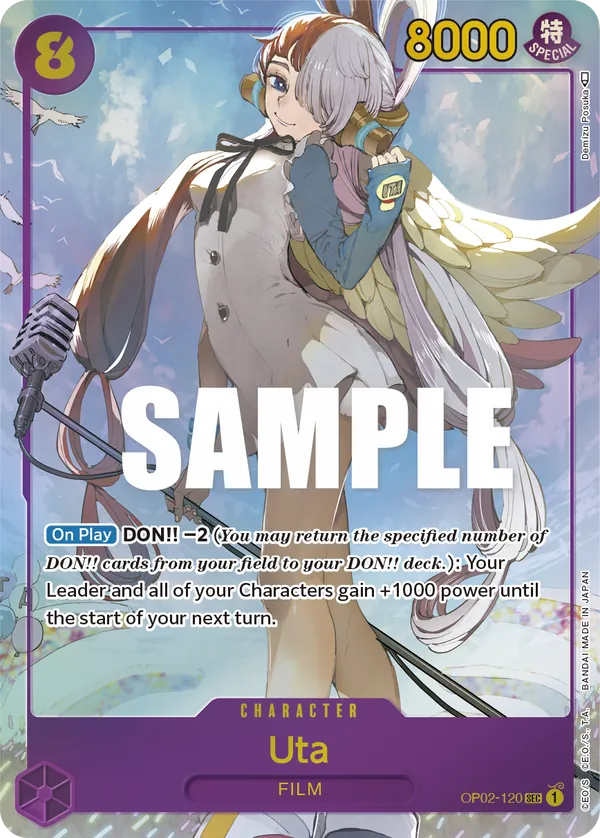 8
8000
特
SPECIAL
Demizu Posuka
UTA
SAMPLE
On Play DON!! −2 (You may return the specified number of
DON!! cards from your field to your DON!! deck.): Your
Leader and all of your Characters gain +1000 power until
the start of your next turn.
CHARACTER
Uta
FILM
OP02-120 SEC 1
©E.O/S. ©E.O./S.,T.A. BANDAI MADE IN JAPAN